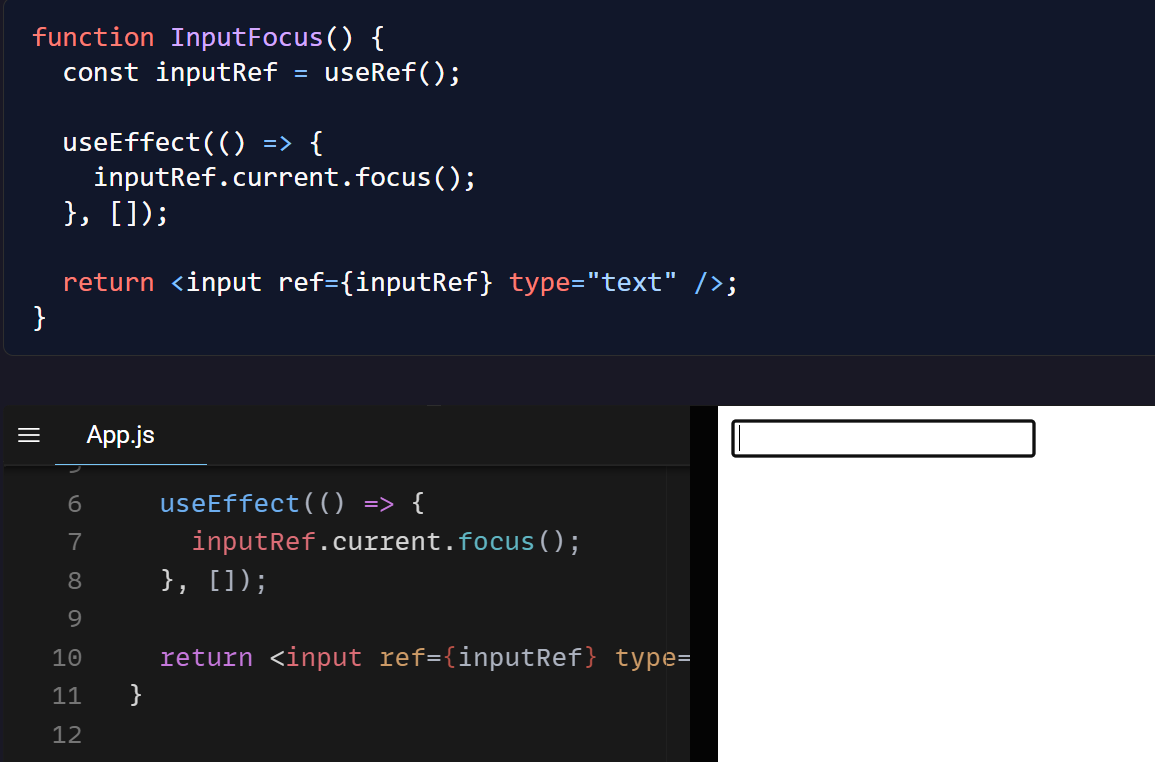 function InputFocus() {
const inputRef = useRef();
useEffect(() => {
inputRef.current.focus();
}, []);
return <input ref={inputRef} type="text" />;
}
App.js
6 useEffect(() => {
7 inputRef.current.focus();
8 }, []);
9
10 return <input ref={inputRef} type=
11 }
12